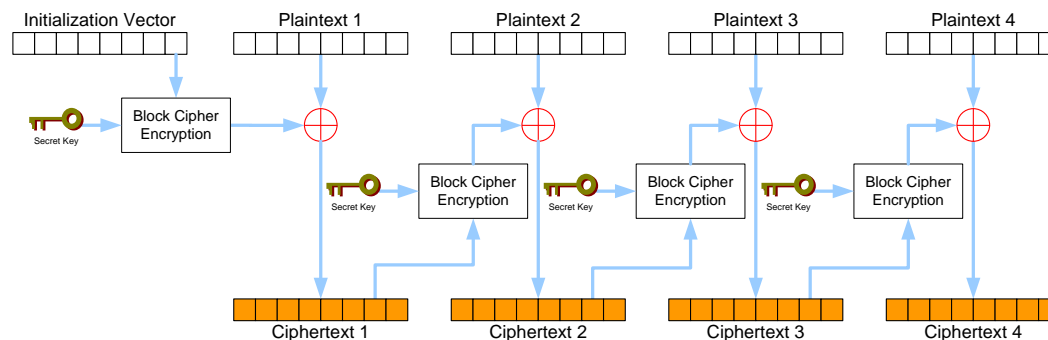 Initialization Vector
Plaintext 1
Plaintext 2
Plaintext 3
Plaintext 4
Block Cipher
Encryption
Secret Key
Block Cipher
Encryption
Secret Key
Block Cipher
Encryption
Secret Key
Block Cipher
Encryption
Secret Key
Ciphertext 1
Ciphertext 2
Ciphertext 3
Ciphertext 4